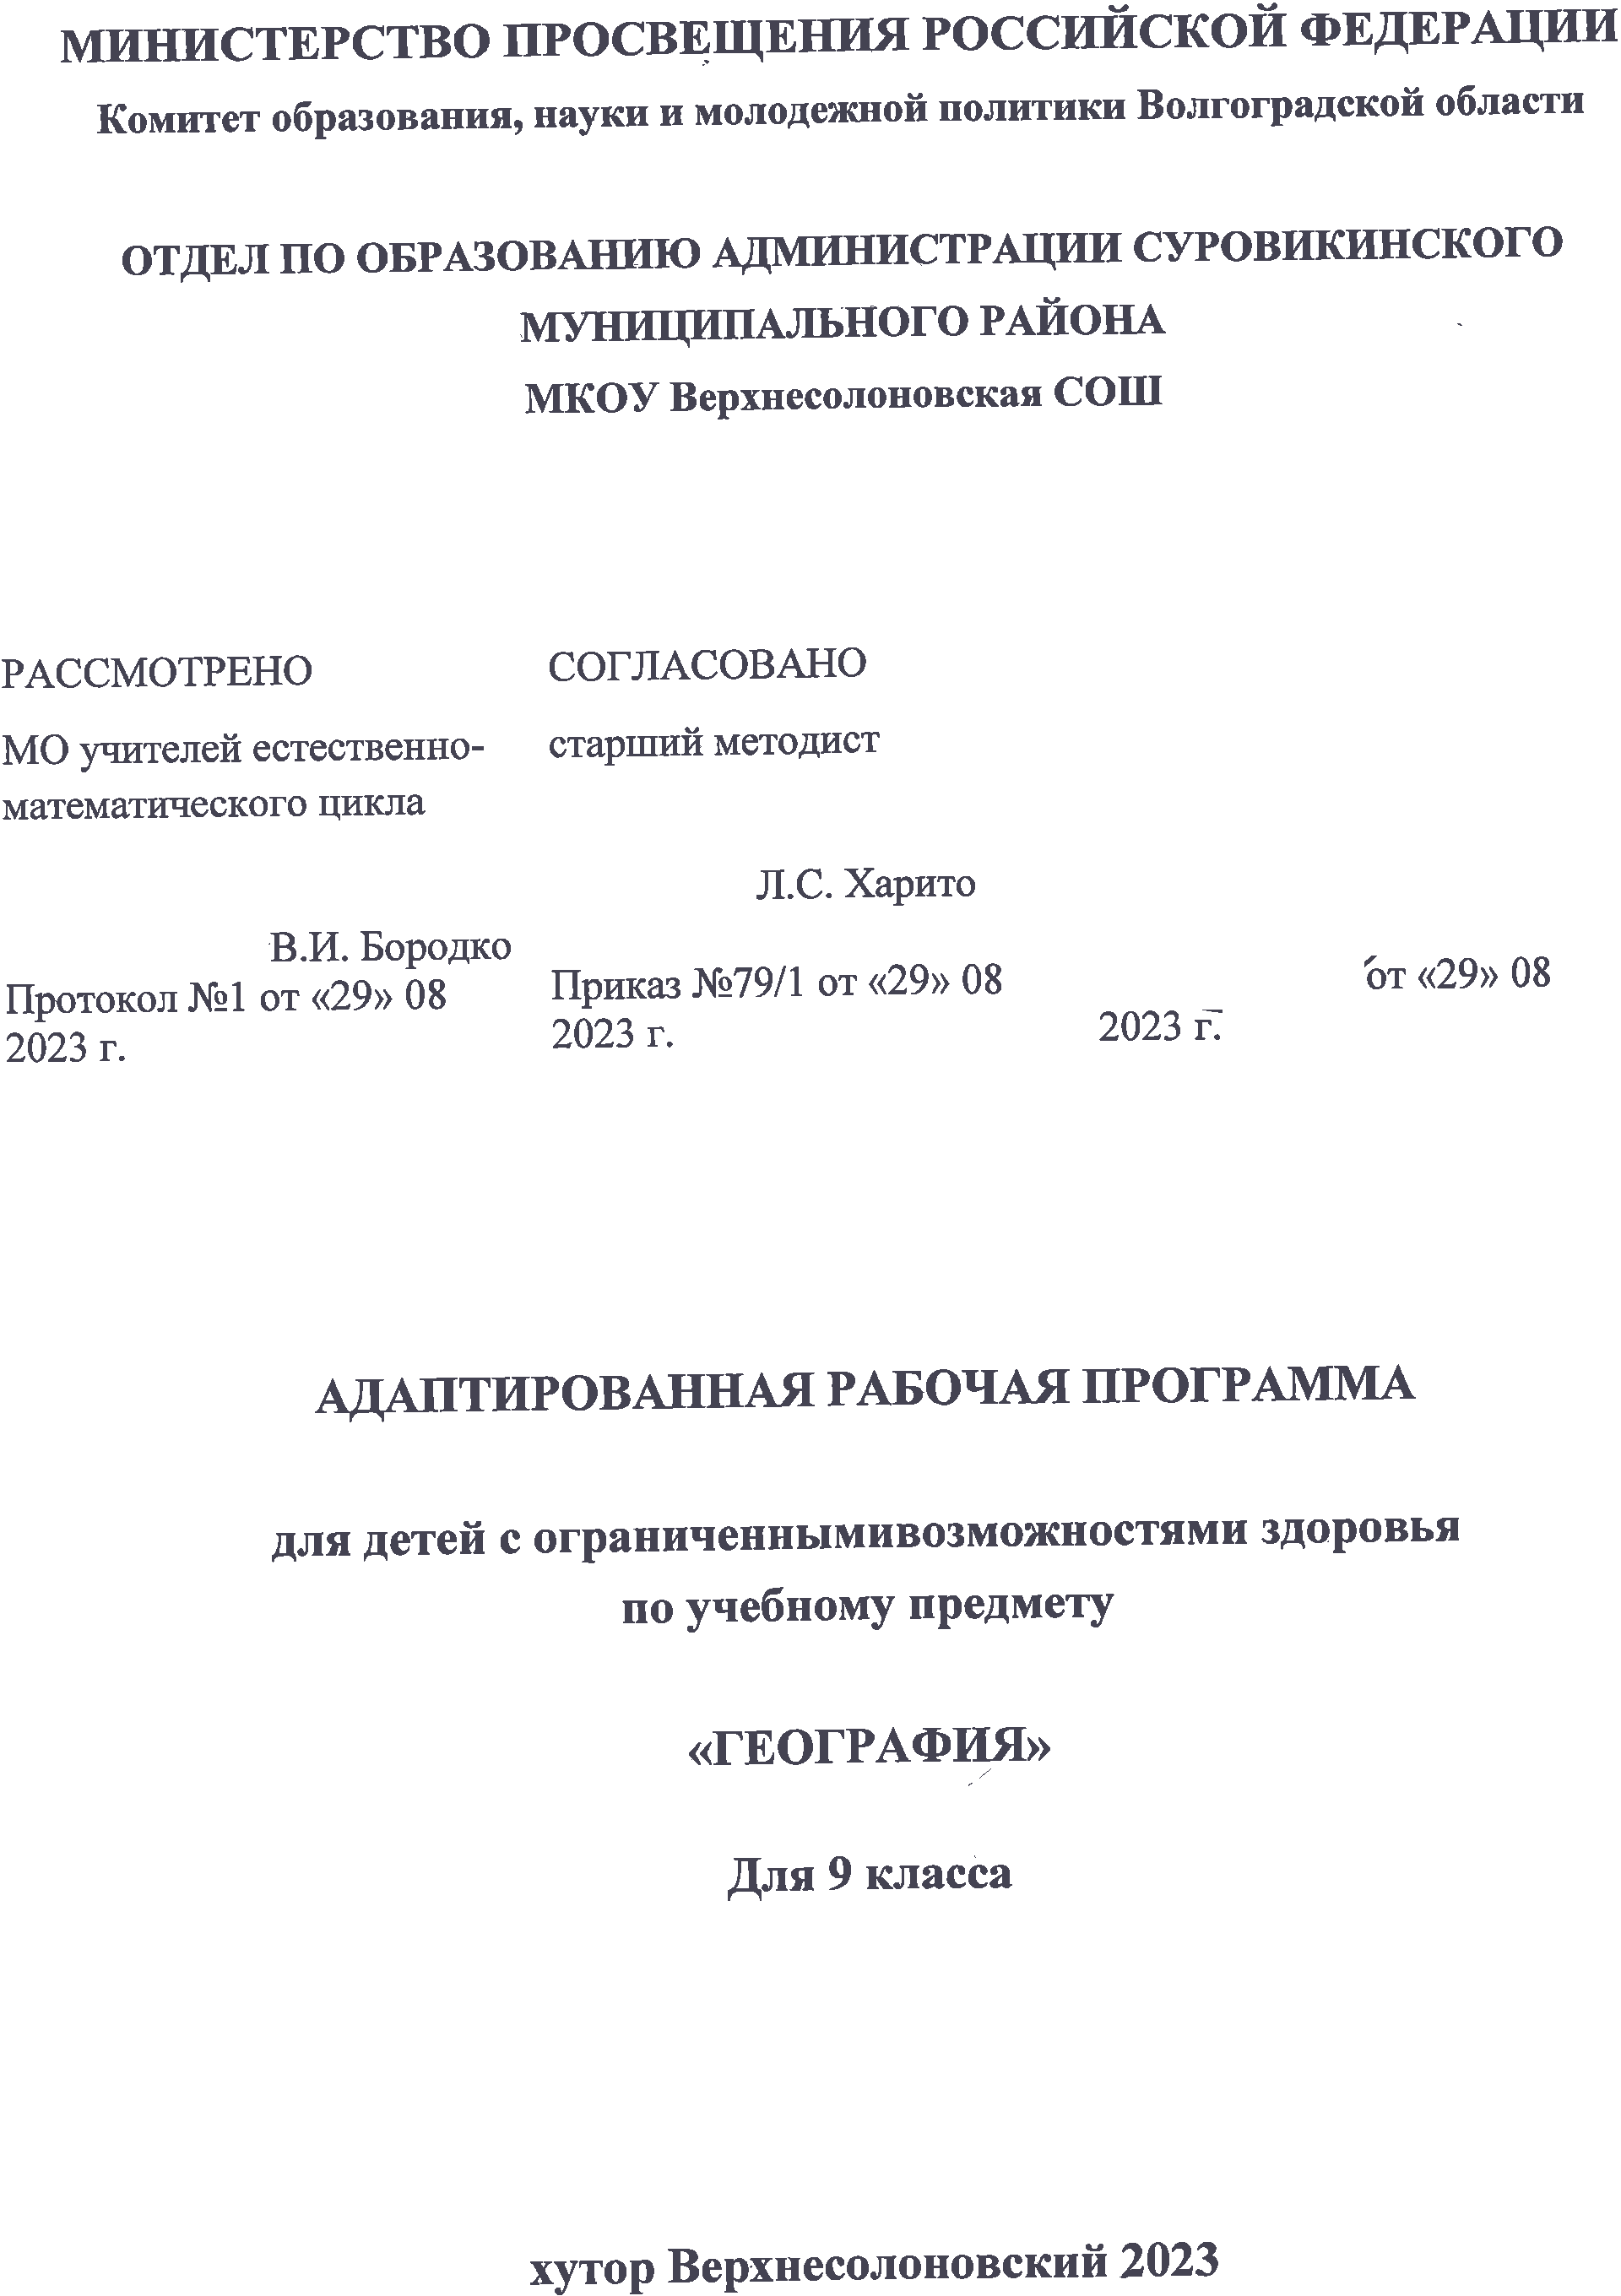 МИНИСТЕРСТВО ПРОСВЕЩЕНИЯ РОССИЙСКОЙ ФЕДЕРАЦИИ
Комитет образования, науки и молодежной политики Волгоградской области
ОТДЕЛ ПО ОБРАЗОВАНИЮ АДМИНИСТРАЦИИ СУРОВИКИНСКОГО
МУНИЦИПАЛЬНОГО РАЙОНА
МКОУ Верхнесолоновская СОШ
РАССМОТРЕНО
МО учителей естественно-
математического цикла
В.И. Бородко
Протокол №1 от «29» 08
2023 г.
СОГЛАСОВАНО
старший методист
Л.С. Харито
Приказ №79/1 от «29» 08
2023 г.
от «29» 08
2023 г.
АДАПТИРОВАННАЯ РАБОЧАЯ ПРОГРАММА
для детей с ограниченнымивозможностями здоровья
по учебному предмету
«ГЕОГРАФИЯ»
Для 9 класса
хутор Верхнесолоновский 2023